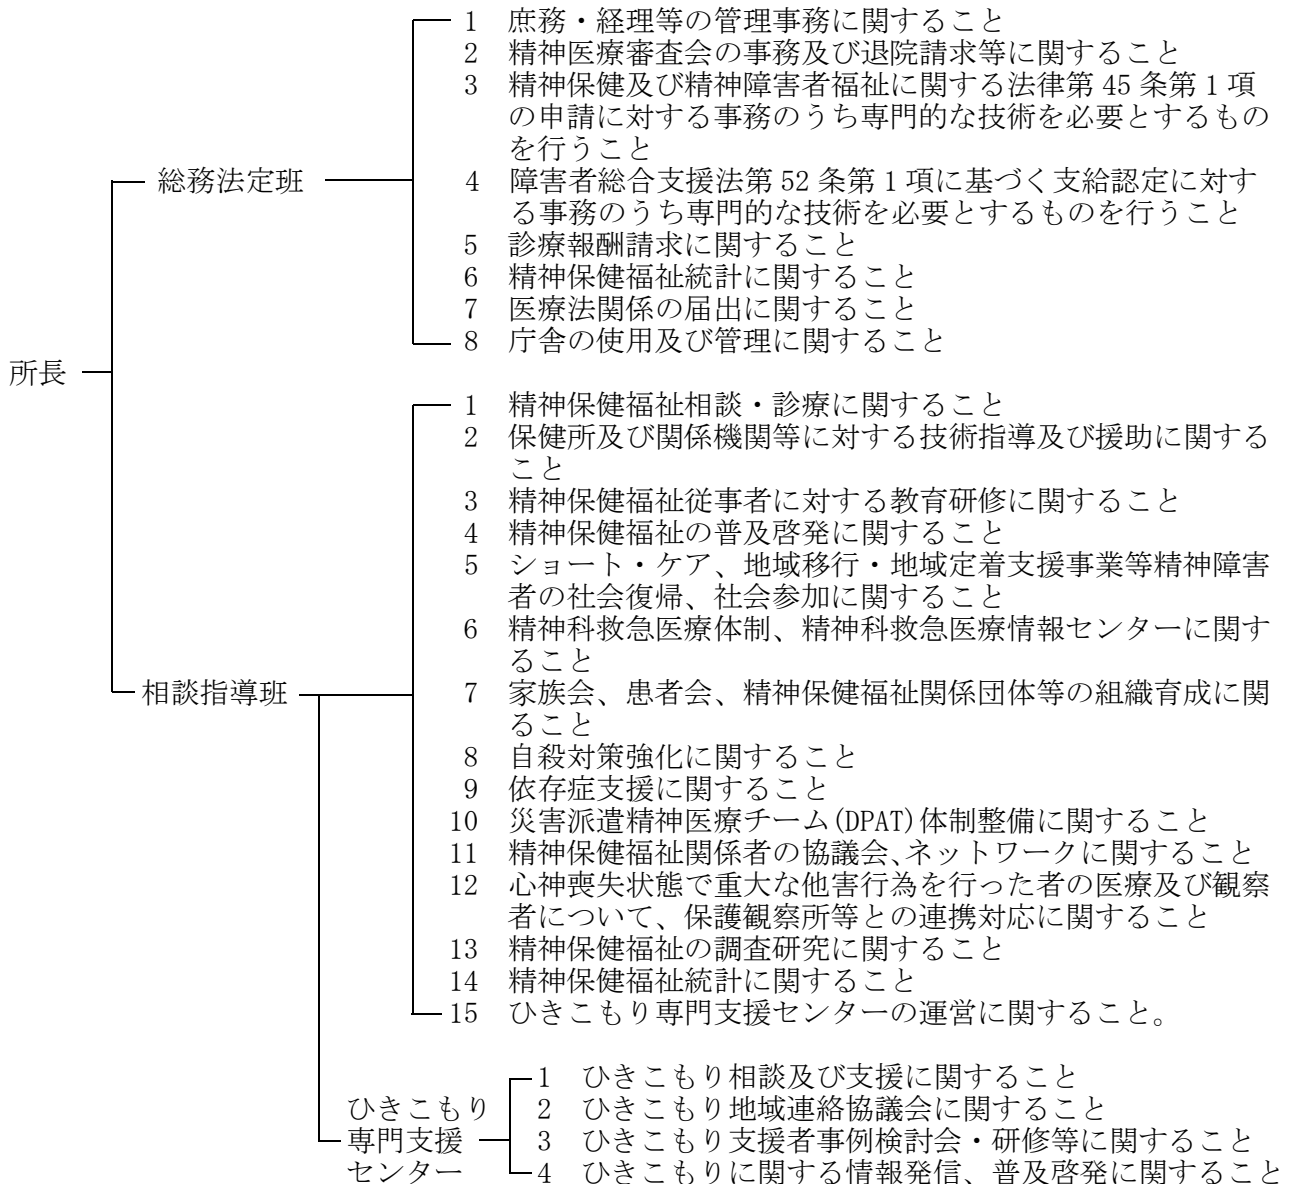 1 庶務・経理等の管理事務に関すること
2 精神医療審査会の事務及び退院請求等に関すること
3 精神保健及び精神障害者福祉に関する法律第 45 条第 1 項
の申請に対する事務のうち専門的な技術を必要とするもの
を行うこと
総務法定班
4 障害者総合支援法第 52 条第 1 項に基づく支給認定に対す
る事務のうち専門的な技術を必要とするものを行うこと
5 診療報酬請求に関すること
6 精神保健福祉統計に関すること
7 医療法関係の届出に関すること
8 庁舎の使用及び管理に関すること
所長
1 精神保健福祉相談・診療に関すること
2 保健所及び関係機関等に対する技術指導及び援助に関する
こと
3 精神保健福祉従事者に対する教育研修に関すること
4 精神保健福祉の普及啓発に関すること
5 ショート・ケア、地域移行・地域定着支援事業等精神障害
者の社会復帰、社会参加に関すること
6 精神科救急医療体制、精神科救急医療情報センターに関す
ること
相談指導班
7 家族会、患者会、精神保健福祉関係団体等の組織育成に関
ること
8 自殺対策強化に関すること
9 依存症支援に関すること
10 災害派遣精神医療チーム(DPAT)体制整備に関すること
11 精神保健福祉関係者の協議会、ネットワークに関すること
12 心神喪失状態で重大な他害行為を行った者の医療及び観察
者について、保護観察所等との連携対応に関すること
13 精神保健福祉の調査研究に関すること
14 精神保健福祉統計に関すること
15 ひきこもり専門支援センターの運営に関すること。
ひきこもり
専門支援
センター
1 ひきこもり相談及び支援に関すること
2 ひきこもり地域連絡協議会に関すること
3 ひきこもり支援者事例検討会・研修等に関すること
4 ひきこもりに関する情報発信、普及啓発に関すること